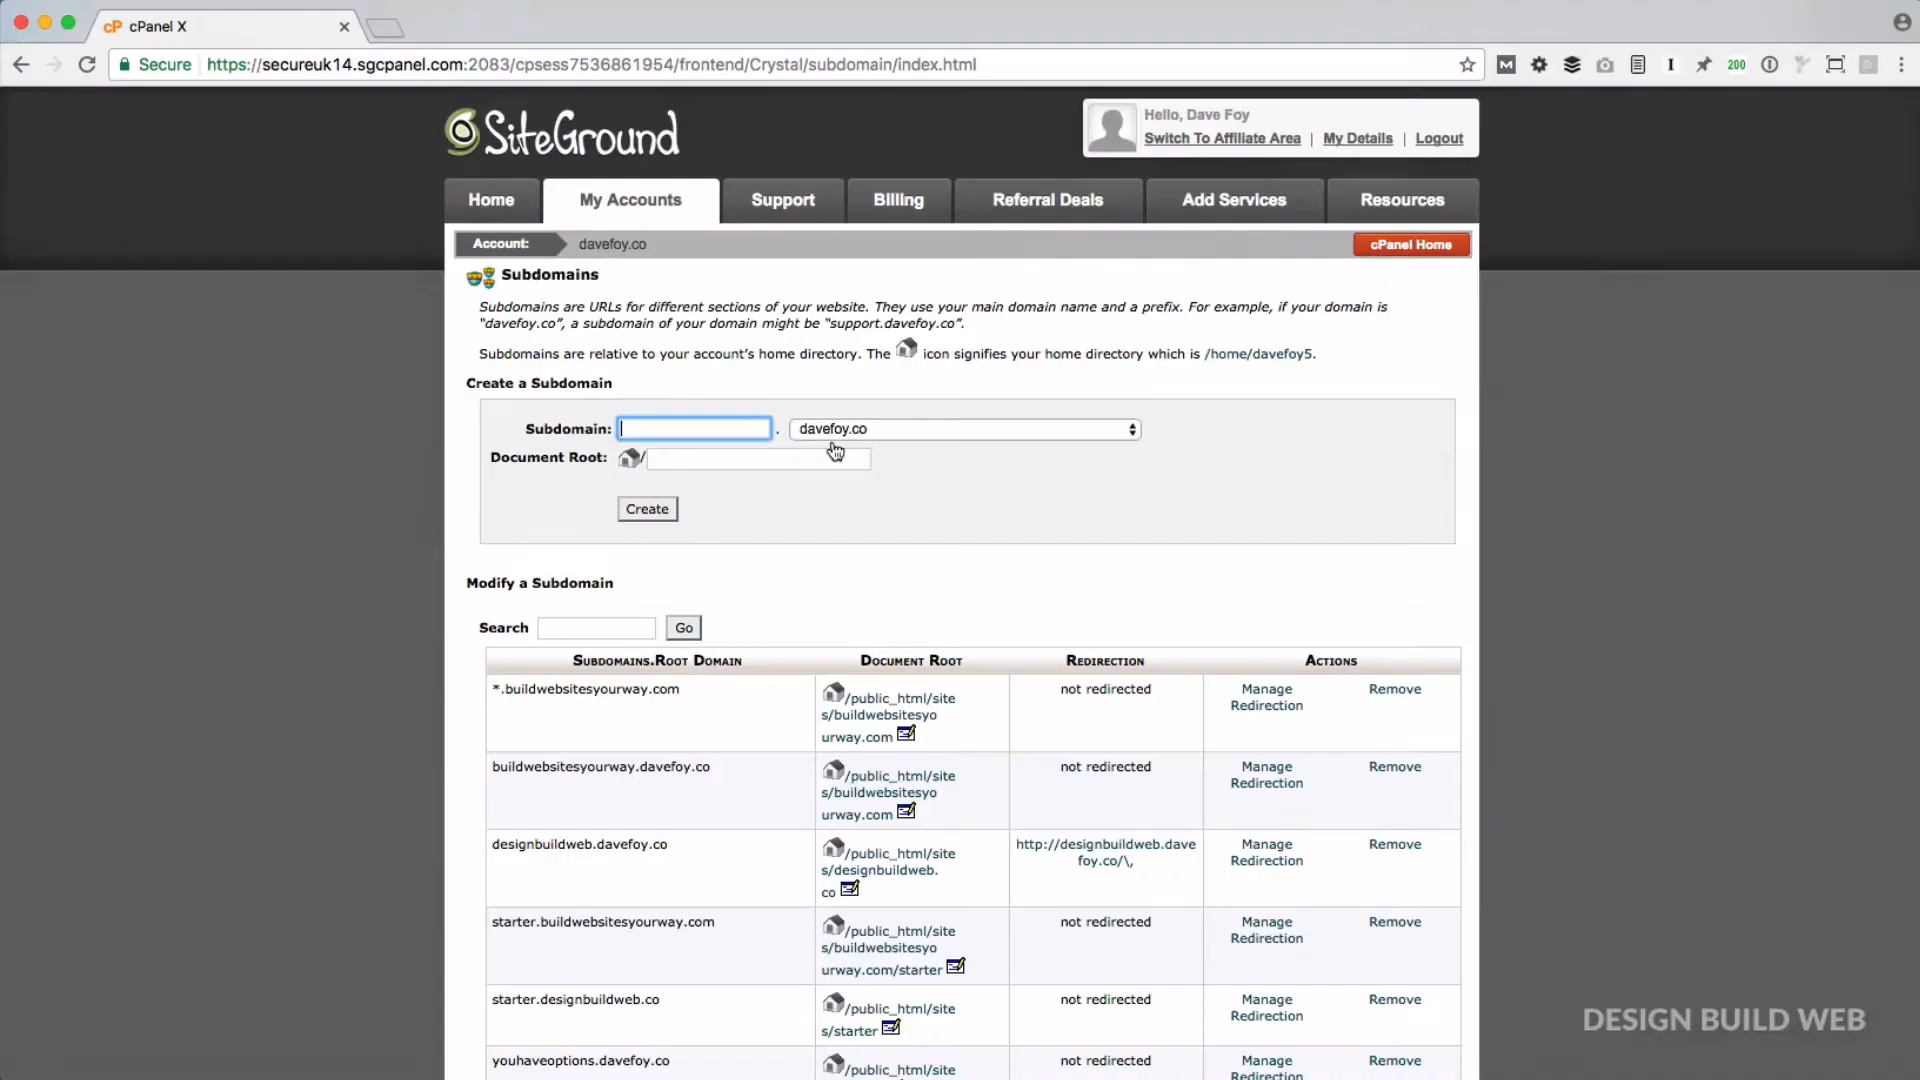 cP cPanel X
Secure https://secureuk14.sgcpanel.com:2083/cpsess7536861954/frontend/Crystal/subdomain/index.html
200
SiteGround
Hello, Dave Foy
Switch To Affiliate Area | My Details | Logout
Home My Accounts Support Billing Referral Deals Add Services Resources
Account: davefoy.co cPanel Home
Subdomains
Subdomains are URLs for different sections of your website. They use your main domain name and a prefix. For example, if your domain is
"davefoy.co", a subdomain of your domain might be "support.davefoy.co".
Subdomains are relative to your account's home directory. The icon signifies your home directory which is /home/davefoy5.
Create a Subdomain
Subdomain: . davefoy.co
Document Root: /
Create
Modify a Subdomain
Search Go
Subdomains.Root Domain Document Root Redirection Actions
*.buildwebsitesyourway.com /public_html/site not redirected Manage Remove
s/buildwebsitesyo Redirection
urway.com
buildwebsitesyourway.davefoy.co /public_html/site not redirected Manage Remove
s/buildwebsitesyo Redirection
urway.com
designbuildweb.davefoy.co /public_html/site http://designbuildweb.dave Manage Remove
s/designbuildweb. foy.co/\, Redirection
co
starter.buildwebsitesyourway.com /public_html/site not redirected Manage Remove
s/buildwebsitesyo Redirection
urway.com/starter
starter.designbuildweb.co /public_html/site not redirected Manage Remove
s/starter Redirection
youhaveoptions.davefoy.co /public_html/site not redirected Manage Remove
Redirection
DESIGN BUILD WEB